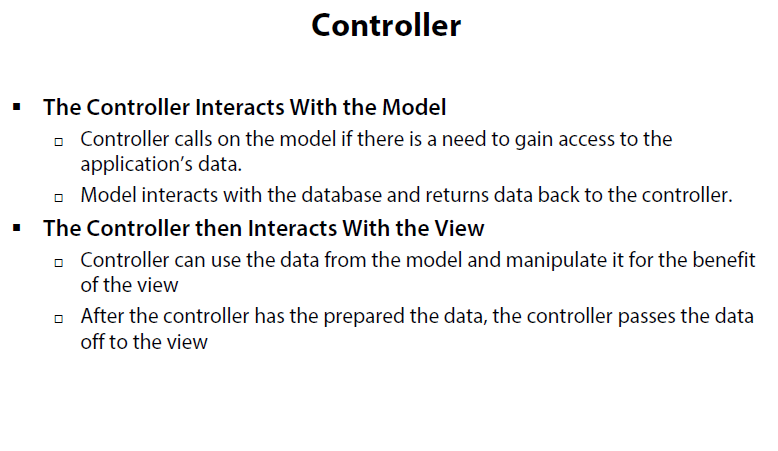 Controller
▪ The Controller Interacts With the Model
▫ Controller calls on the model if there is a need to gain access to the
application’s data.
▫ Model interacts with the database and returns data back to the controller.
▪ The Controller then Interacts With the View
▫ Controller can use the data from the model and manipulate it for the benefit
of the view
▫ After the controller has the prepared the data, the controller passes the data
off to the view